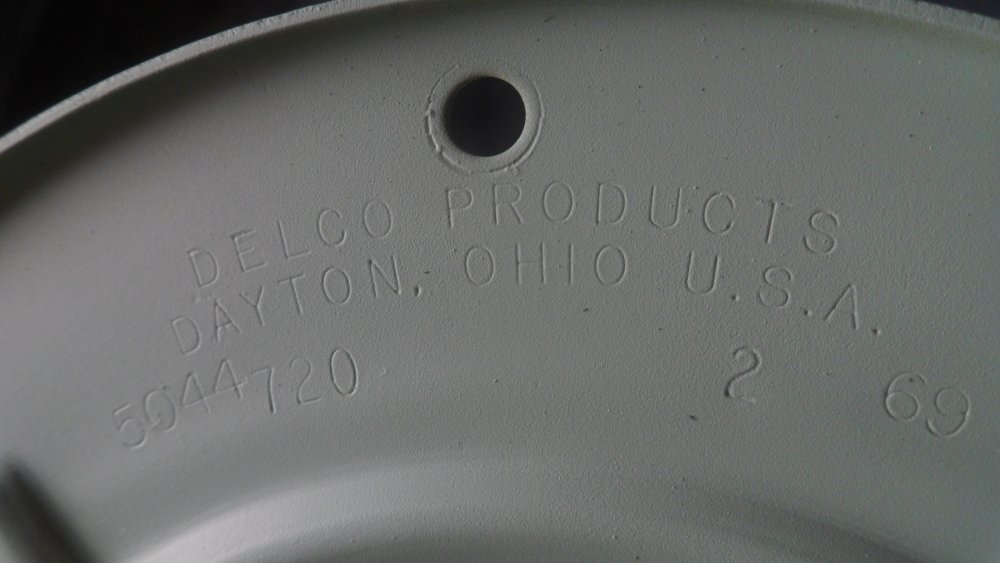 DELCO PRODUCTS
DAYTON, OHIO U.S.A.
5044720 2 69